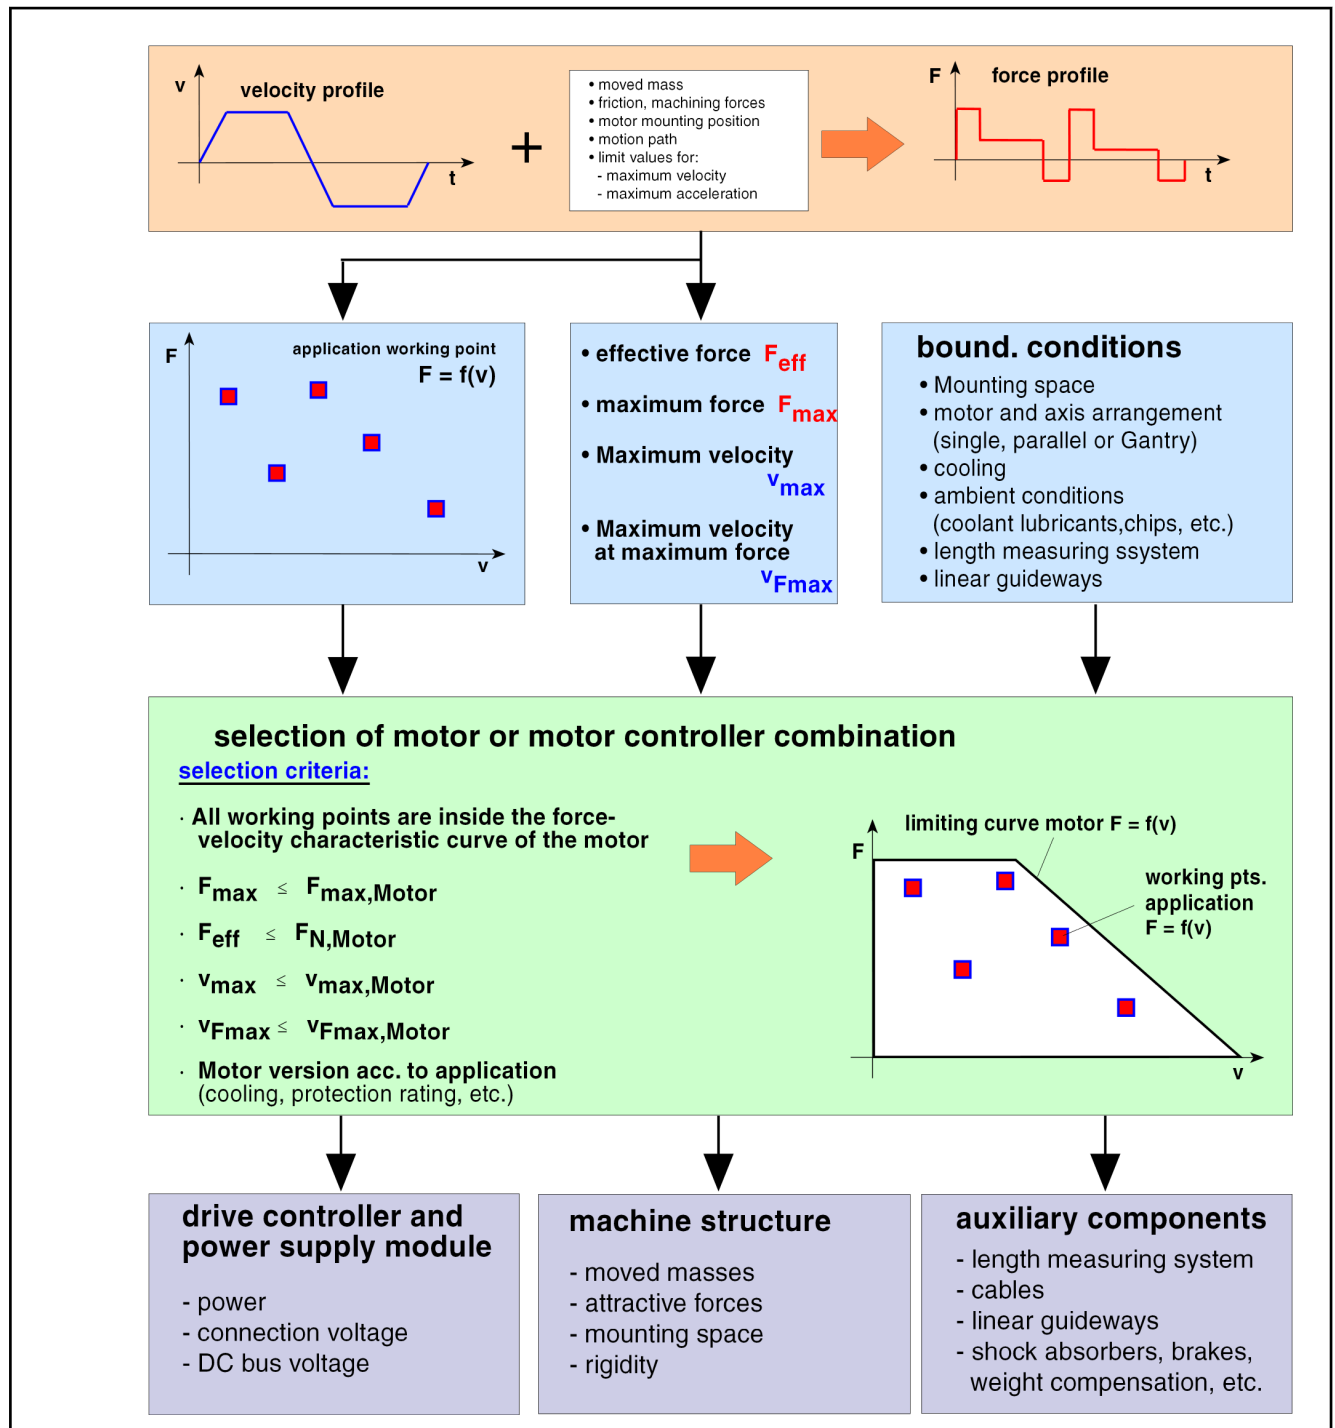 v
velocity profile
t
+
• moved mass
• friction, machining forces
• motor mounting position
• motion path
• limit values for:
- maximum velocity
- maximum acceleration
F
force profile
t
F
application working point
F = f(v)
v
• effective force Feff
• maximum force Fmax
• Maximum velocity
vmax
• Maximum velocity
at maximum force
vFmax
bound. conditions
• Mounting space
• motor and axis arrangement
(single, parallel or Gantry)
• cooling
• ambient conditions
(coolant lubricants,chips, etc.)
• length measuring ssystem
• linear guideways
selection of motor or motor controller combination
selection criteria:
· All working points are inside the force-
velocity characteristic curve of the motor
· Fmax ≤ Fmax,Motor
· Feff ≤ FN,Motor
· vmax ≤ vmax,Motor
· vFmax ≤ vFmax,Motor
· Motor version acc. to application
(cooling, protection rating, etc.)
limiting curve motor F = f(v)
F
working pts.
application
F = f(v)
v
drive controller and
power supply module
- power
- connection voltage
- DC bus voltage
machine structure
- moved masses
- attractive forces
- mounting space
- rigidity
auxiliary components
- length measuring system
- cables
- linear guideways
- shock absorbers, brakes,
weight compensation, etc.